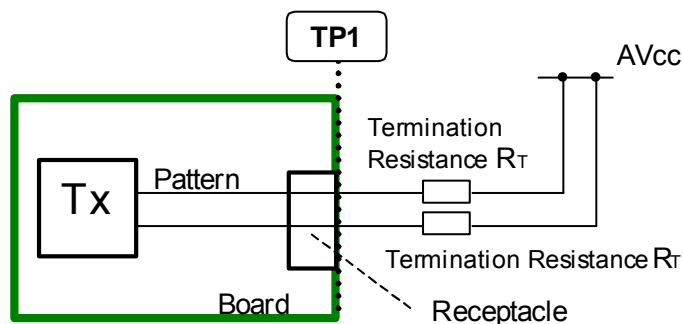 TP1
AVcc
Termination
Resistance RT
Pattern
Tx
Termination Resistance RT
Board
Receptacle